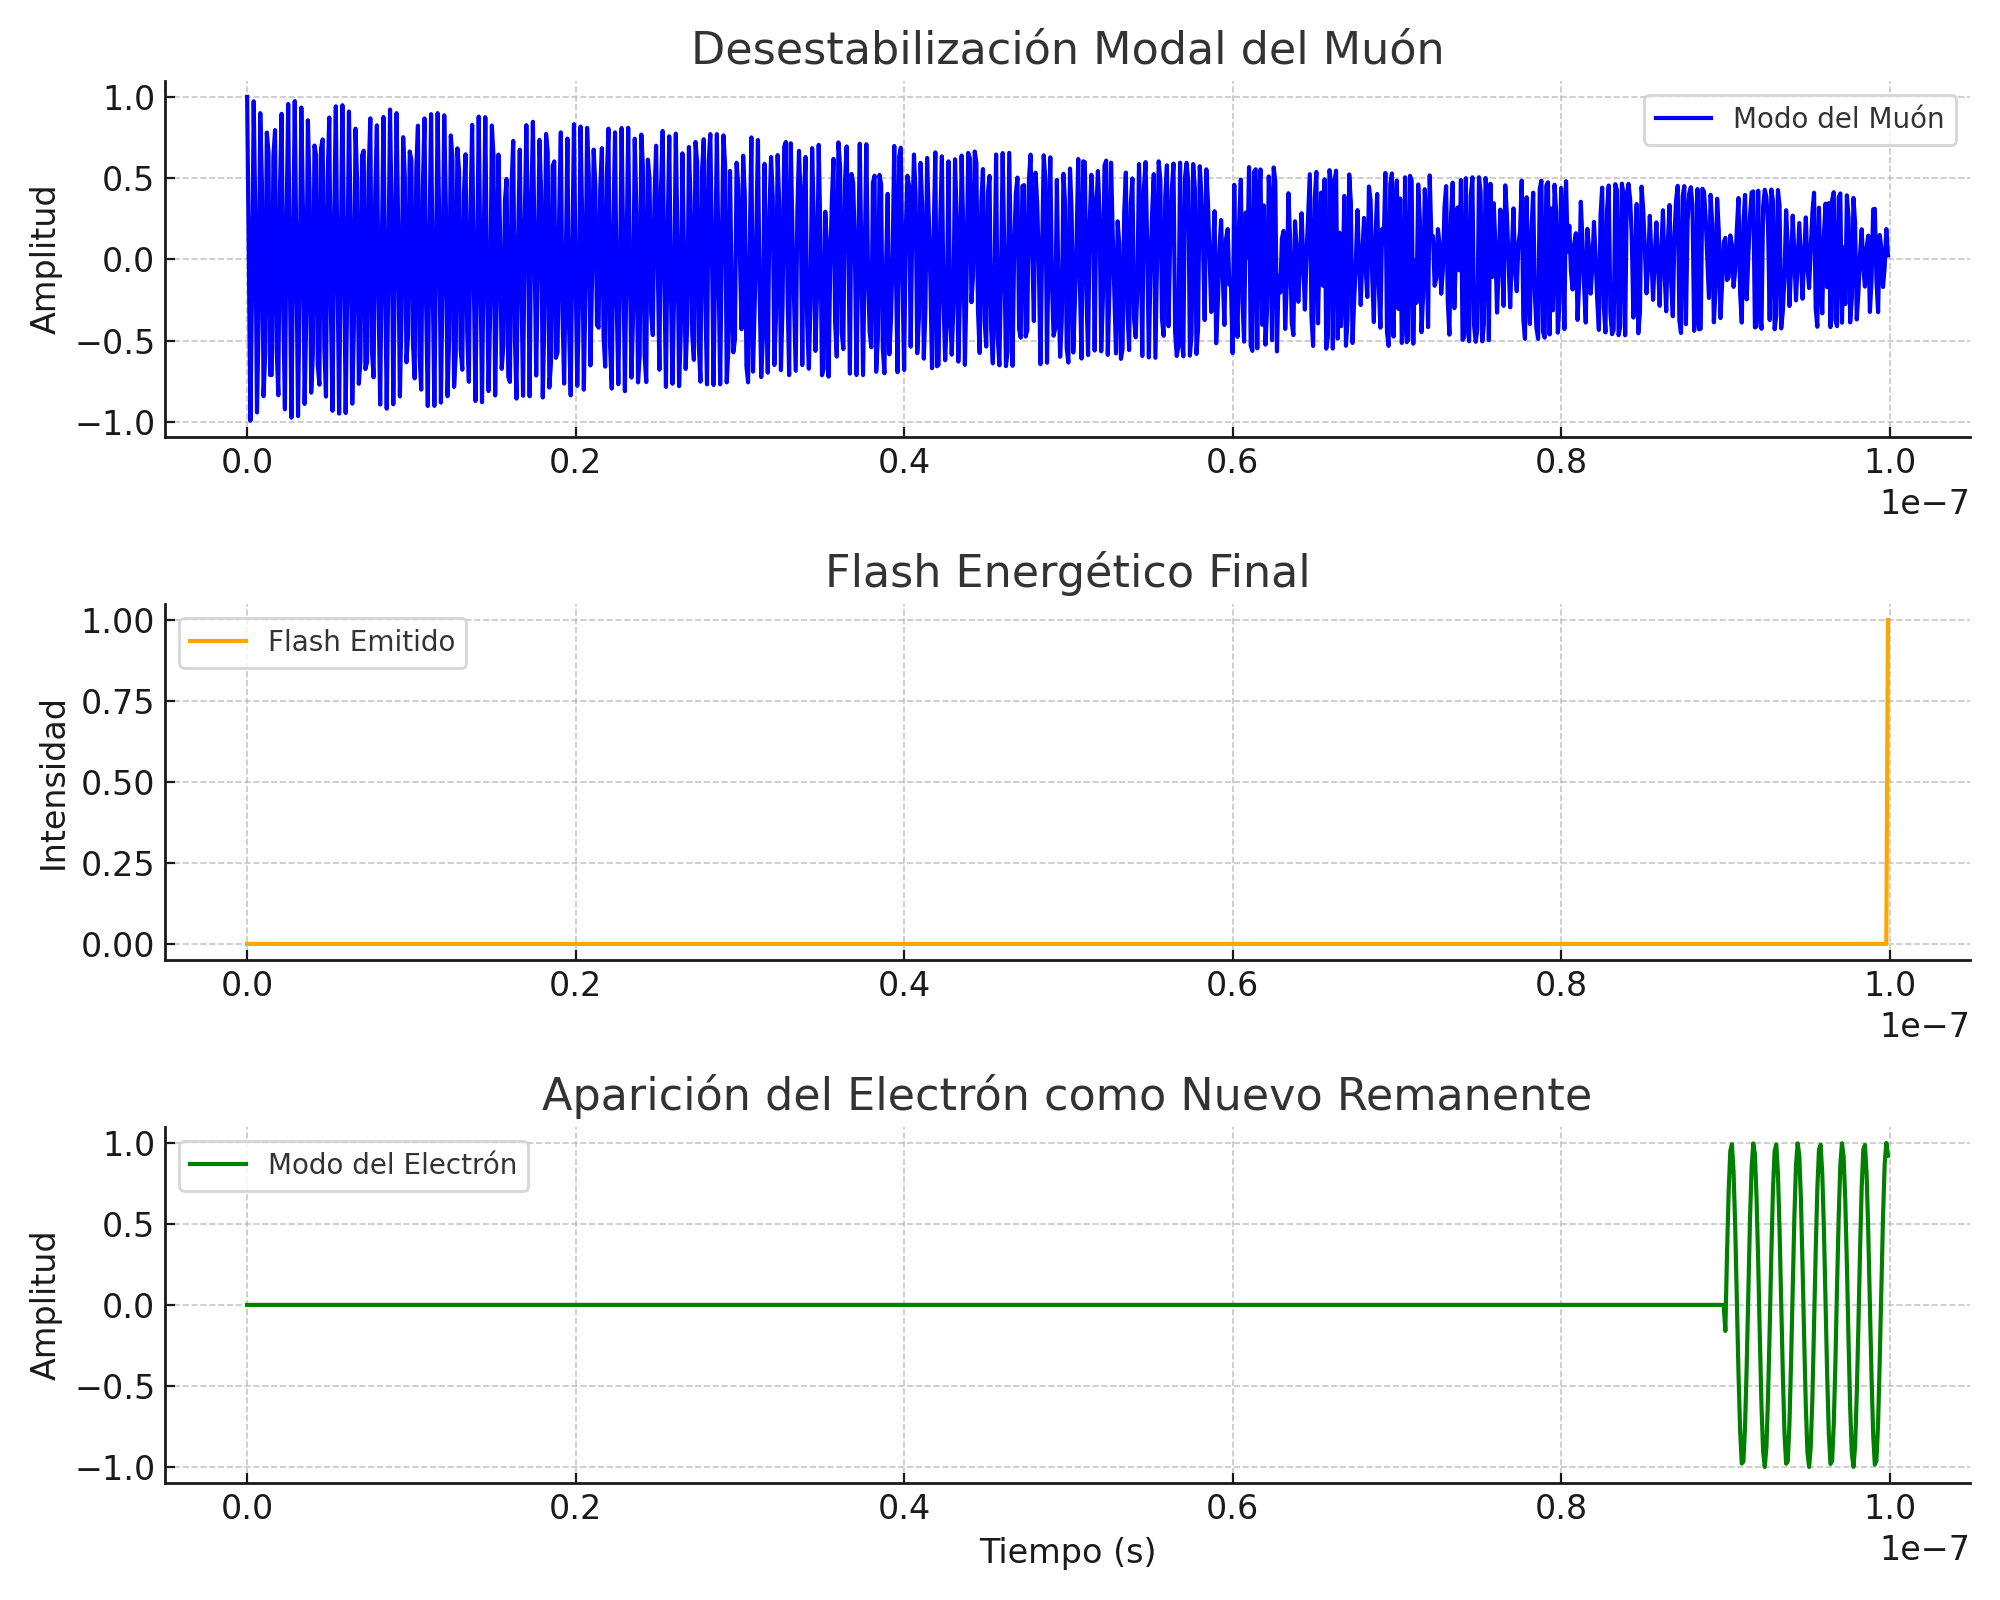 Desestabilización Modal del Muón
Amplitud
1.0
0.5
0.0
−0.5
−1.0
Modo del Muón
0.0 0.2 0.4 0.6 0.8 1.0
1e−7
Flash Energético Final
Intensidad
1.00
0.75
0.50
0.25
0.00
Flash Emitido
0.0 0.2 0.4 0.6 0.8 1.0
1e−7
Aparición del Electrón como Nuevo Remanente
Amplitud
1.0
0.5
0.0
−0.5
−1.0
Modo del Electrón
0.0 0.2 0.4 0.6 0.8 1.0
Tiempo (s)
1e−7